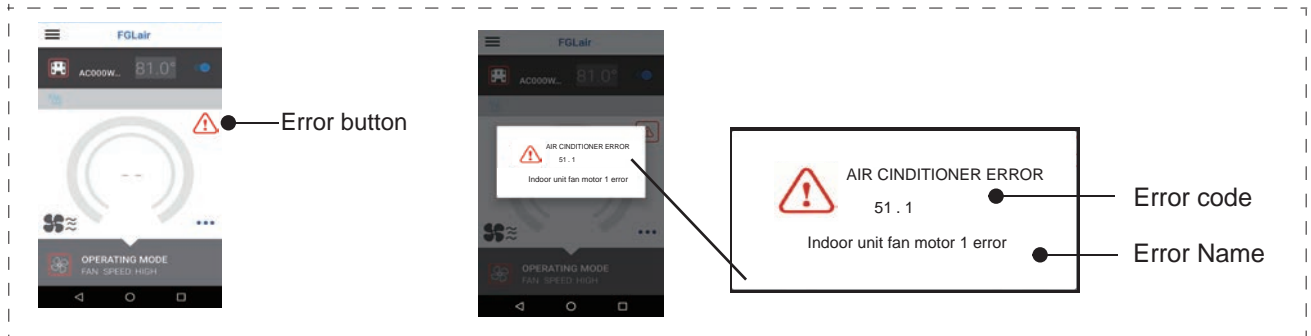 FGLair
AC000W... 81.0°
Error button
--
OPERATING MODE
FAN SPEED: HIGH
FGLair
AC000W... 81.0°
AIR CINDITIONER ERROR
51 . 1
Indoor unit fan motor 1 error
OPERATING MODE
FAN SPEED: HIGH
AIR CINDITIONER ERROR
51 . 1
Indoor unit fan motor 1 error
Error code
Error Name